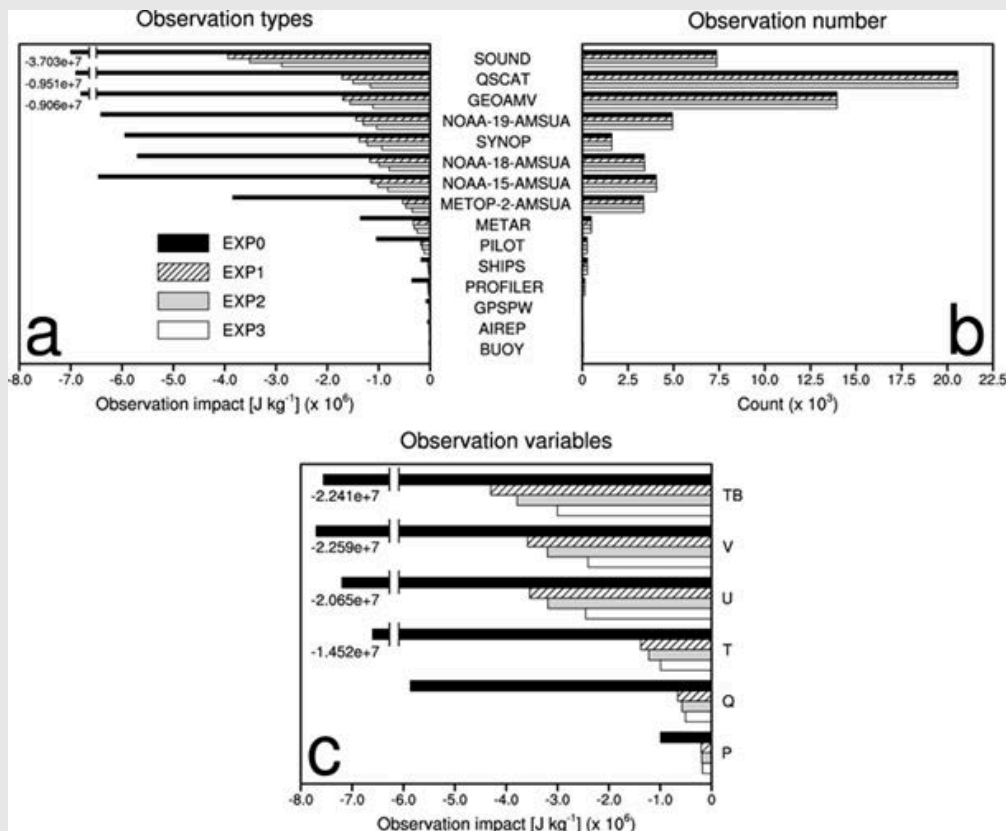 Observation types
Observation number
-3.703e+7
-0.951e+7
-0.906e+7
SOUND
QSCAT
GEOAMV
NOAA-19-AMSUA
SYNOP
NOAA-18-AMSUA
NOAA-15-AMSUA
METOP-2-AMSUA
METAR
PILOT
SHIPS
PROFILER
GPSPW
AIREP
BUOY
EXP0
EXP1
EXP2
EXP3
a
b
-8.0 -7.0 -6.0 -5.0 -4.0 -3.0 -2.0 -1.0 0
0 2.5 5.0 7.5 10.0 12.5 15.0 17.5 20.0 22.5
Observation impact [J kg⁻¹] (x 10⁶)
Count (x 10³)
Observation variables
-2.241e+7
TB
-2.259e+7
V
-2.065e+7
U
-1.452e+7
T
Q
P
c
-8.0 -7.0 -6.0 -5.0 -4.0 -3.0 -2.0 -1.0 0
Observation impact [J kg⁻¹] (x 10⁶)